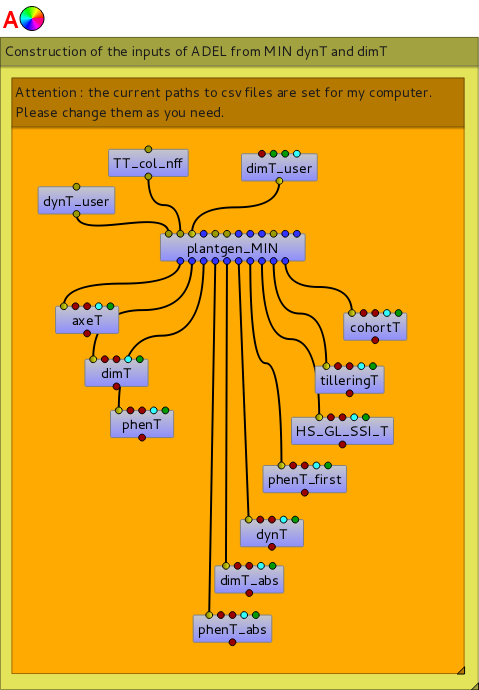 A
Construction of the inputs of ADEL from MIN dynT and dimT
Attention : the current paths to csv files are set for my computer.
Please change them as you need.
TT_col_nff
dimT_user
dynT_user
plantgen_MIN
axeT
cohortT
dimT
tilleringT
phenT
HS_GL_SSI_T
phenT_first
dynT
dimT_abs
phenT_abs